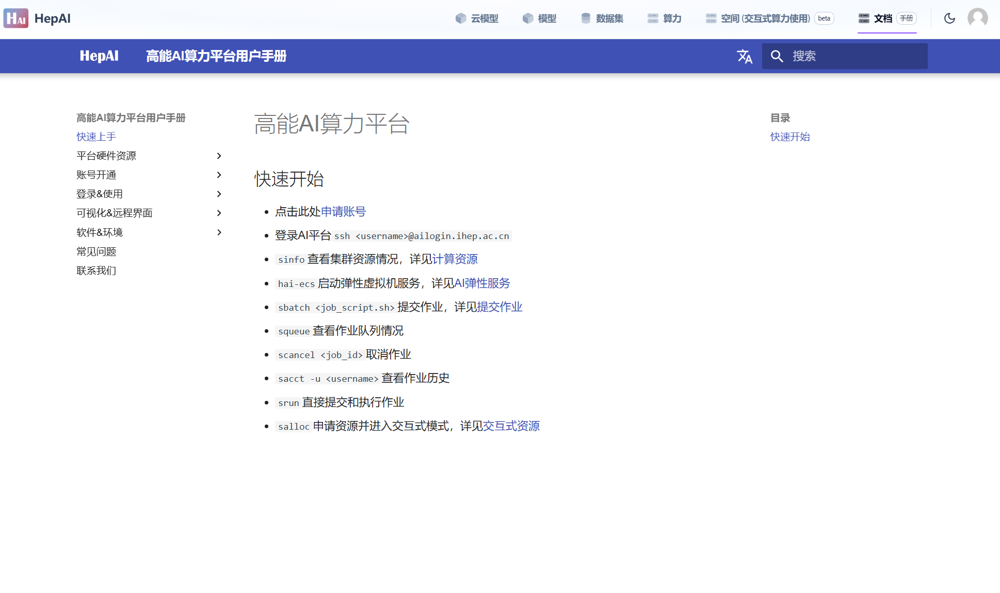 HAI HepAI 云模型 模型 数据集 算力 空间 (交互式算力使用) beta 文档 手册
HepAI 高能AI算力平台用户手册 搜索
高能AI算力平台用户手册
快速上手
平台硬件资源
账号开通
登录&使用
可视化&远程界面
软件&环境
常见问题
联系我们
高能AI算力平台
快速开始
点击此处申请账号
登录AI平台 ssh <username>@ailogin.ihep.ac.cn
sinfo 查看集群资源情况，详见计算资源
hai-ecs 启动弹性虚拟机服务，详见AI弹性服务
sbatch <job_script.sh> 提交作业，详见提交作业
squeue 查看作业队列情况
scancel <job_id> 取消作业
sacct -u <username> 查看作业历史
srun 直接提交和执行作业
salloc 申请资源并进入交互式模式，详见交互式资源
目录
快速开始